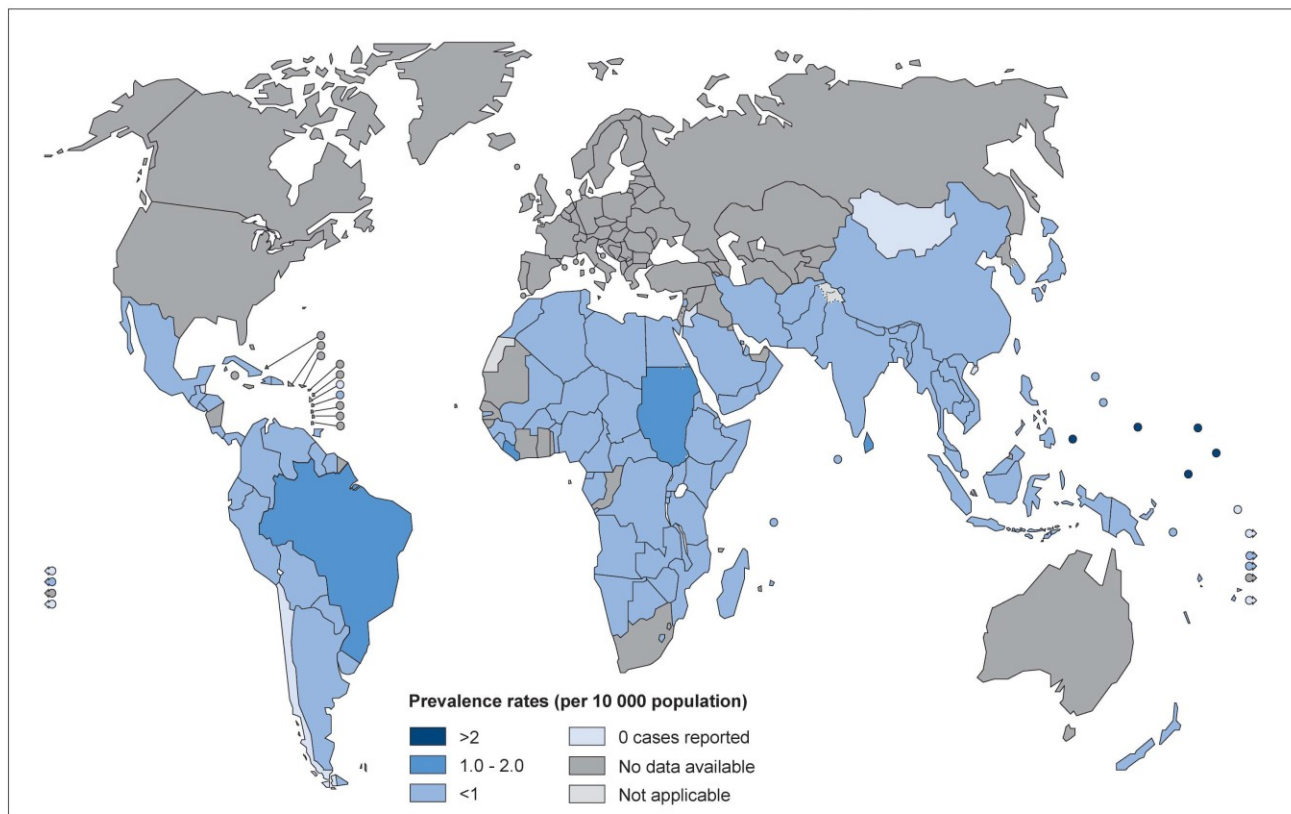 Prevalence rates (per 10 000 population)
>2
1.0 - 2.0
<1
0 cases reported
No data available
Not applicable